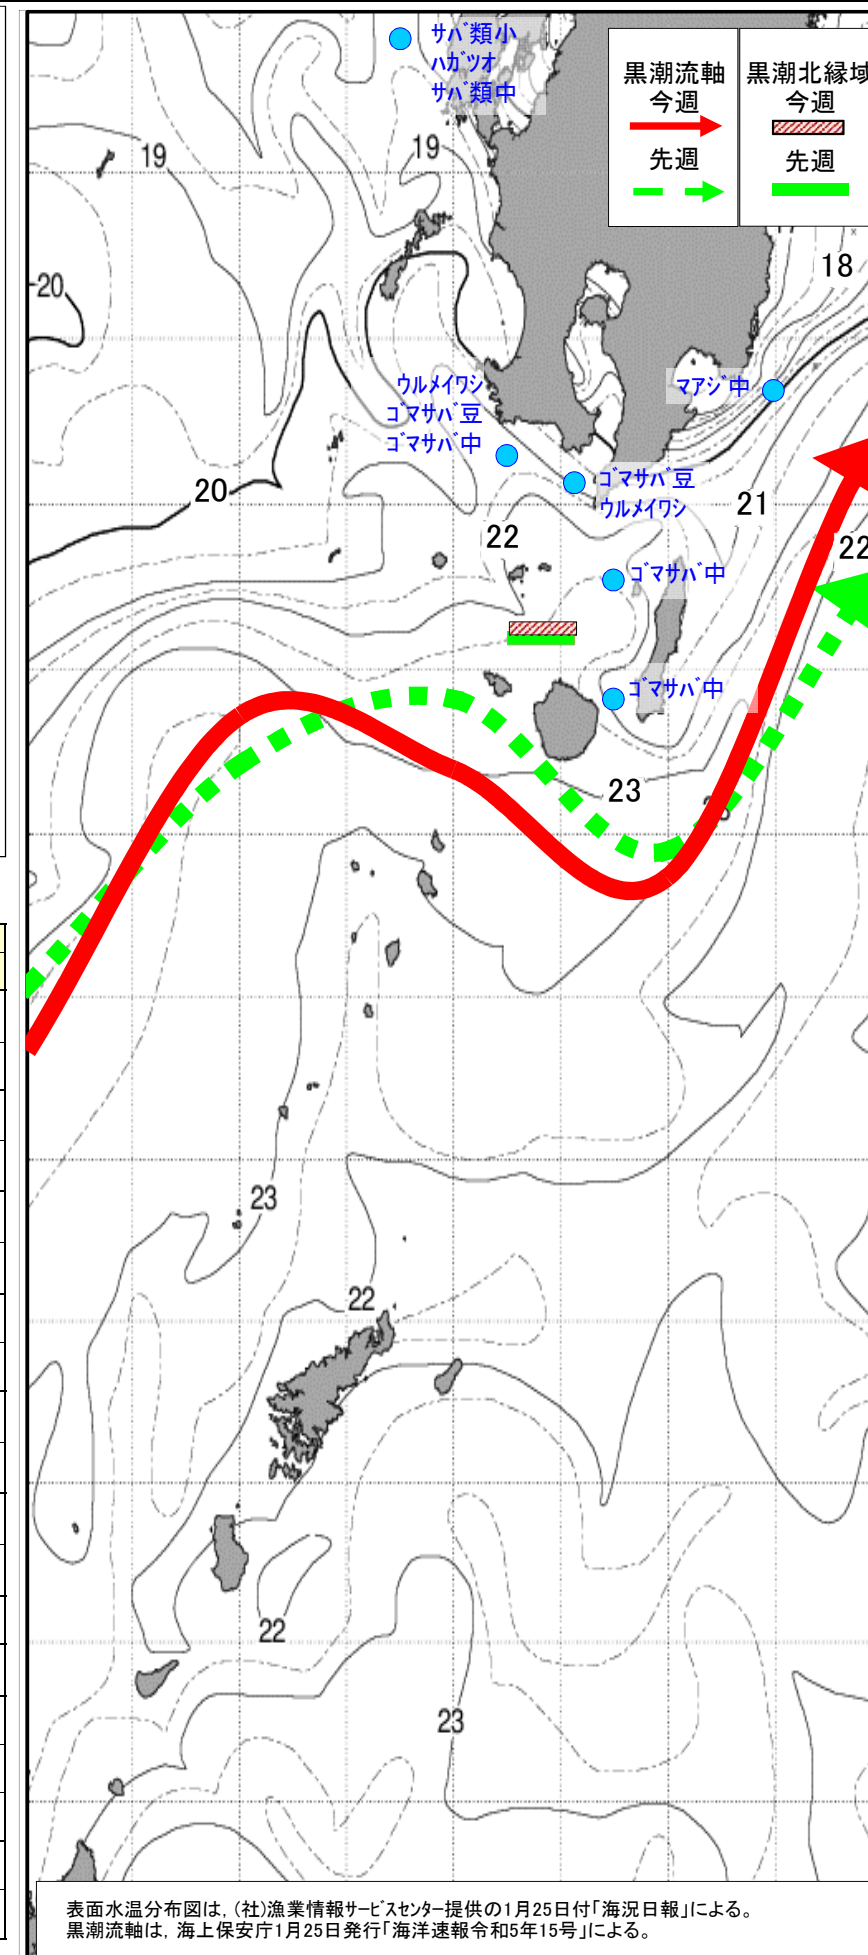 サバ類小
ハガツオ
サバ類中
黒潮流軸
今週
先週
黒潮北縁域
今週
先週
19
19
18
20
ウルメイワシ
ゴマサバ豆
ゴマサバ中
マアジ中
20
ゴマサバ豆
ウルメイワシ
21
22
22
ゴマサバ中
ゴマサバ中
23
23
22
22
23
表面水温分布図は，(社)漁業情報サービスセンター提供の1月25日付「海況日報」による。
黒潮流軸は，海上保安庁1月25日発行「海洋速報令和5年15号」による。